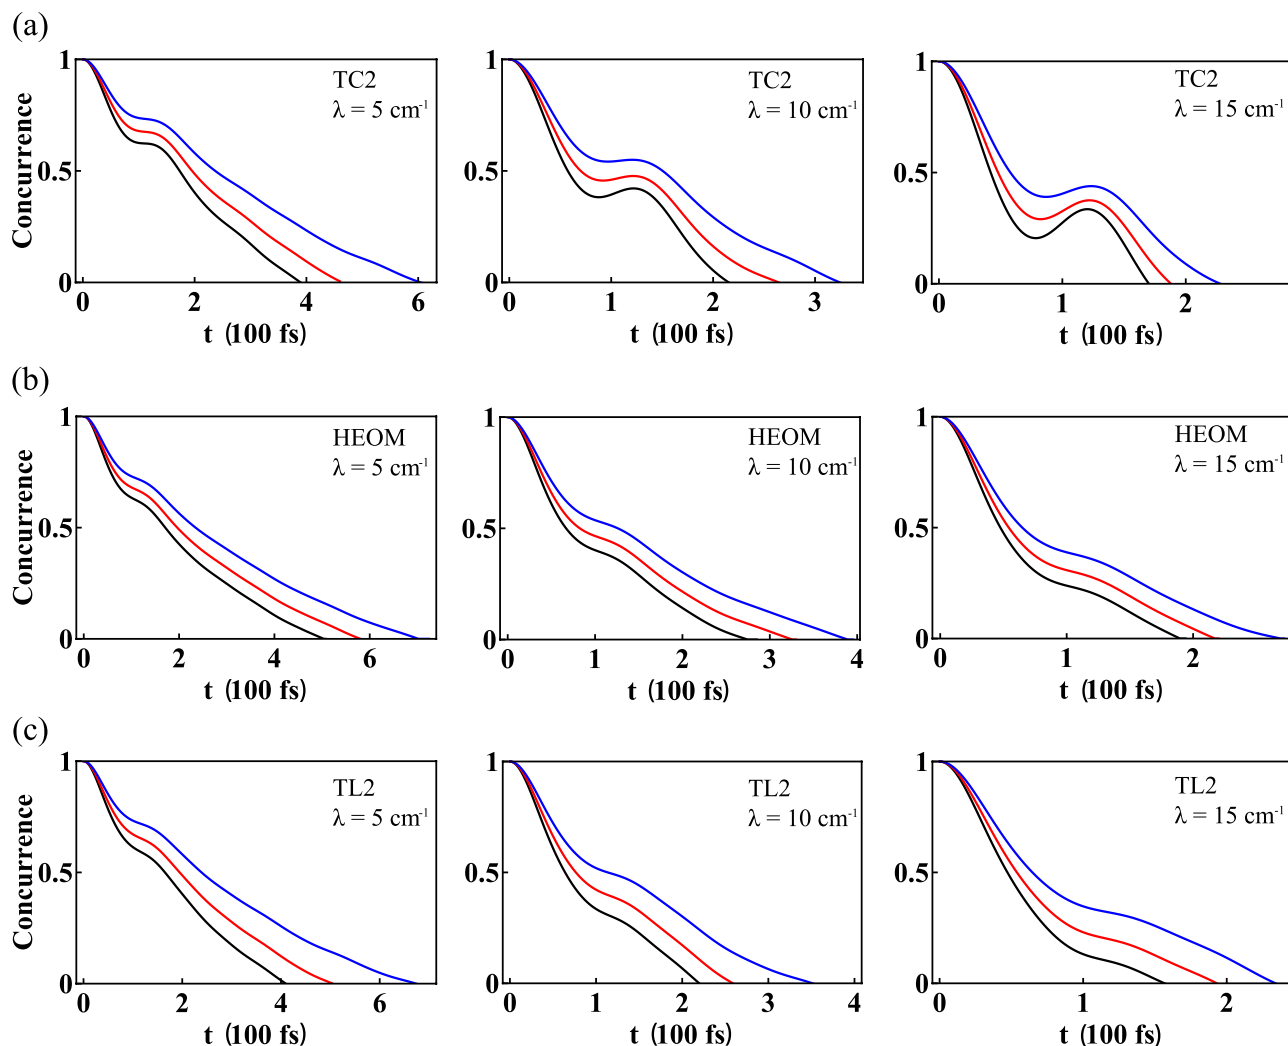 (a)
Concurrence
1
0.5
0
TC2
λ = 5 cm-1
0 2 4 6
t (100 fs)
1
0.5
0
TC2
λ = 10 cm-1
0 1 2 3
t (100 fs)
1
0.5
0
TC2
λ = 15 cm-1
0 1 2
t (100 fs)
(b)
Concurrence
1
0.5
0
HEOM
λ = 5 cm-1
0 2 4 6
t (100 fs)
1
0.5
0
HEOM
λ = 10 cm-1
0 1 2 3 4
t (100 fs)
1
0.5
0
HEOM
λ = 15 cm-1
0 1 2
t (100 fs)
(c)
Concurrence
1
0.5
0
TL2
λ = 5 cm-1
0 2 4 6
t (100 fs)
1
0.5
0
TL2
λ = 10 cm-1
0 1 2 3 4
t (100 fs)
1
0.5
0
TL2
λ = 15 cm-1
0 1 2
t (100 fs)